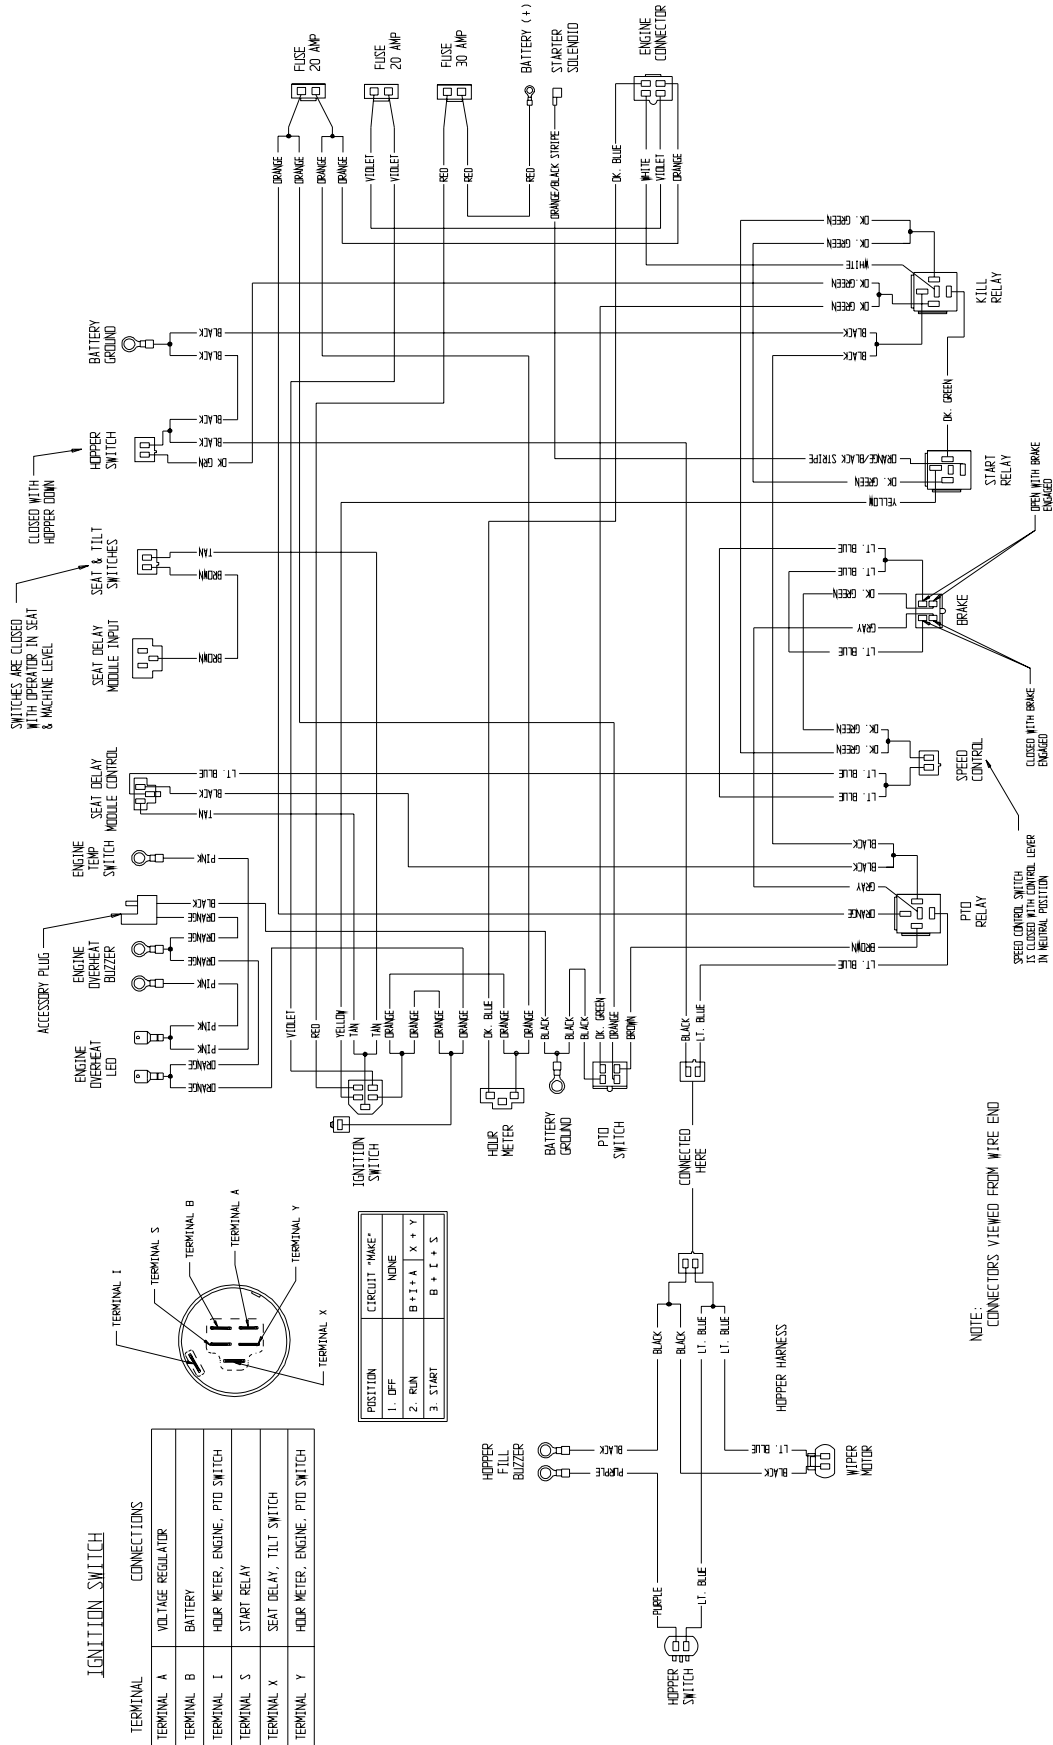 IGNITION SWITCH
TERMINAL CONNECTIONS
TERMINAL A VOLTAGE REGULATOR
TERMINAL B BATTERY
TERMINAL I HOUR METER, ENGINE, PTO SWITCH
TERMINAL S START RELAY
TERMINAL X SEAT DELAY, TILT SWITCH
TERMINAL Y HOUR METER, ENGINE, PTO SWITCH
TERMINAL I
TERMINAL S
TERMINAL B
TERMINAL A
TERMINAL Y
TERMINAL X
POSITION CIRCUIT "MAKE"
1. OFF NONE
2. RUN B+I+A X + Y
3. START B + I + S
SWITCHES ARE CLOSED
WITH OPERATOR IN SEAT
& MACHINE LEVEL
CLOSED WITH
HOPPER DOWN
ACCESSORY PLUG
ENGINE
OVERHEAT
LED
ENGINE
OVERHEAT
BUZZER
ENGINE
TEMP
SWITCH
SEAT DELAY
MODULE CONTROL
SEAT DELAY
MODULE INPUT
SEAT & TILT
SWITCHES
HOPPER
SWITCH
BATTERY
GROUND
ORANGE
ORANGE
PINK
PINK
PINK
ORANGE
ORANGE
ORANGE
BLACK
PINK
TAN
BLACK
LT. BLUE
BROWN
BROWN
TAN
DK GRN
BLACK
BLACK
BLACK
BLACK
FUSE
20 AMP
FUSE
20 AMP
FUSE
30 AMP
BATTERY (+)
STARTER
SOLENOID
ENGINE
CONNECTOR
ORANGE
ORANGE
ORANGE
ORANGE
VIOLET
VIOLET
RED
RED
RED
ORANGE/BLACK STRIPE
DK. BLUE
WHITE
VIOLET
ORANGE
IGNITION
SWITCH
HOUR
METER
BATTERY
GROUND
PTO
SWITCH
VIOLET
RED
YELLOW
TAN
TAN
ORANGE
ORANGE
ORANGE
ORANGE
DK. BLUE
ORANGE
ORANGE
BLACK
BLACK
BLACK
DK. GREEN
ORANGE
BROWN
BLACK
LT. BLUE
CONNECTED
HERE
DK. GREEN
DK. GREEN
WHITE
DK.GREEN
DK GREEN
BLACK
BLACK
KILL
RELAY
DK. GREEN
ORANGE/BLACK STRIPE
DK. GREEN
YELLOW
START
RELAY
LT. BLUE
LT. BLUE
DK. GREEN
GRAY
LT. BLUE
BRAKE
OPEN WITH BRAKE
ENGAGED
CLOSED WITH BRAKE
ENGAGED
DK. GREEN
DK. GREEN
LT. BLUE
LT. BLUE
SPEED
CONTROL
SPEED CONTROL SWITCH
IS CLOSED WITH CONTROL LEVER
IN NEUTRAL POSITION
BLACK
BLACK
GRAY
ORANGE
BROWN
LT. BLUE
PTO
RELAY
HOPPER
FILL
BUZZER
BLACK
PURPLE
BLACK
BLACK
LT. BLUE
LT. BLUE
HOPPER HARNESS
LT. BLUE
BLACK
WIPER
MOTOR
PURPLE
LT. BLUE
HOPPER
SWITCH
NOTE:
CONNECTORS VIEWED FROM WIRE END